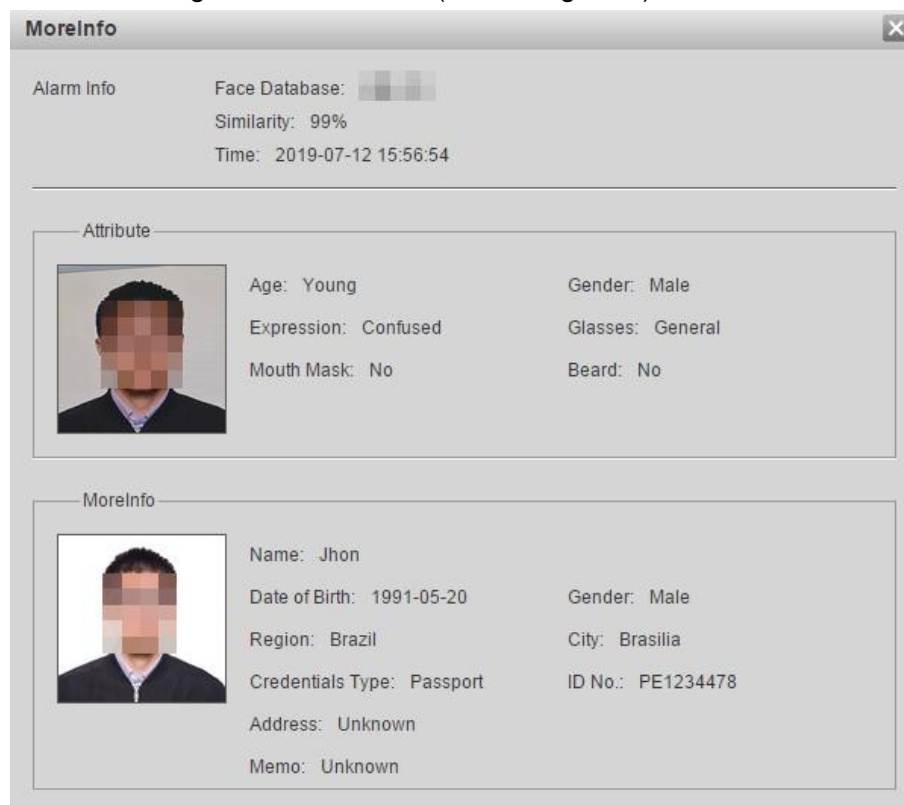 MoreInfo
Alarm Info
Face Database:
Similarity: 99%
Time: 2019-07-12 15:56:54
Attribute
Age: Young Gender: Male
Expression: Confused Glasses: General
Mouth Mask: No Beard: No
MoreInfo
Name: Jhon
Date of Birth: 1991-05-20 Gender: Male
Region: Brazil City: Brasilia
Credentials Type: Passport ID No.: PE1234478
Address: Unknown
Memo: Unknown